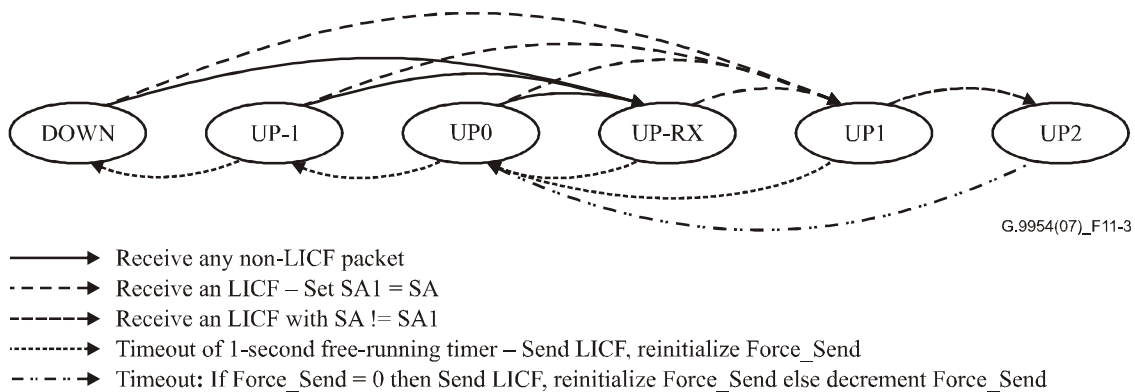 DOWN
UP-1
UP0
UP-RX
UP1
UP2
G.9954(07)_F11-3
Receive any non-LICF packet
Receive an LICF – Set SA1 = SA
Receive an LICF with SA != SA1
Timeout of 1-second free-running timer – Send LICF, reinitialize Force_Send
Timeout: If Force_Send = 0 then Send LICF, reinitialize Force_Send else decrement Force_Send